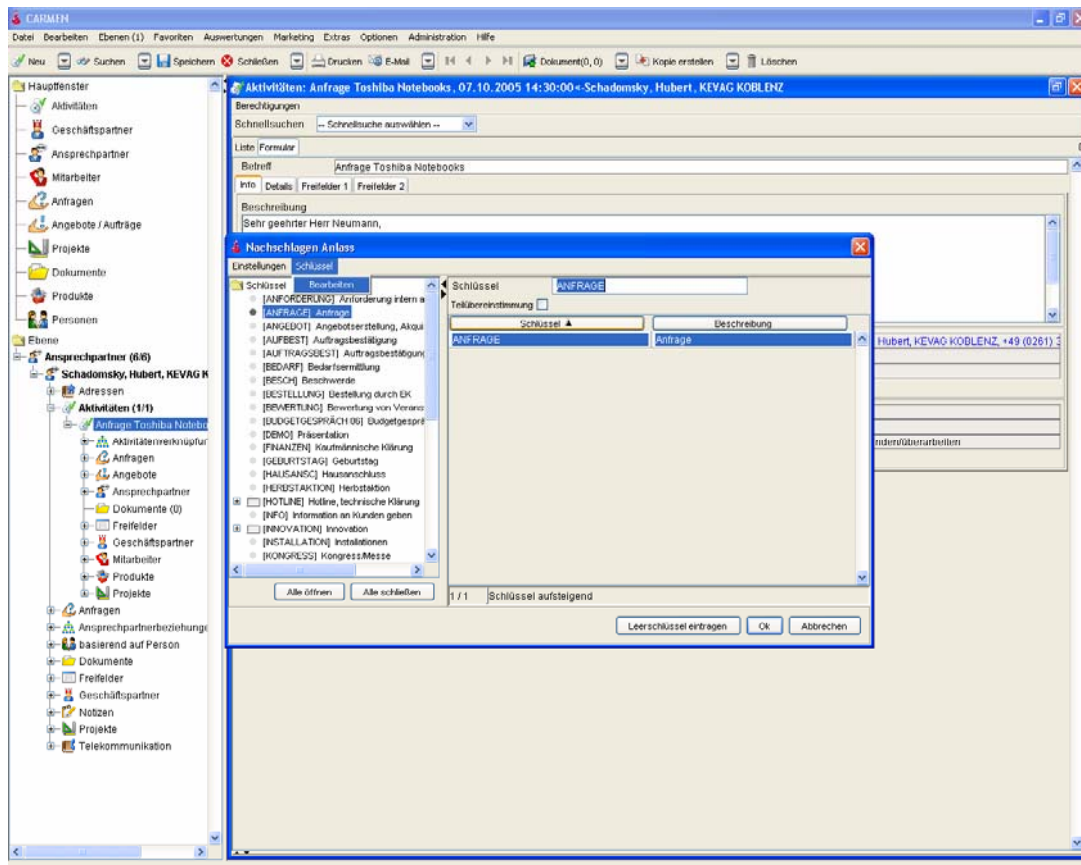 CARMEN
Datei Bearbeiten Ebenen (1) Favoriten Auswertungen Marketing Extras Optionen Administration Hilfe
Neu Suchen Speichern Schließen Drucken E-Mail Dokument(0, 0) Kopie erstellen Löschen
Hauptfenster
Aktivitäten
Geschäftspartner
Ansprechpartner
Mitarbeiter
Anfragen
Angebote / Aufträge
Projekte
Dokumente
Produkte
Personen
Ebene
Ansprechpartner (6/6)
Schadomsky, Hubert, KEVAG K
Adressen
Aktivitäten (1/1)
Anfrage Toshiba Notebo
Aktivitätenverknüpfun
Anfragen
Angebote
Ansprechpartner
Dokumente (0)
Freifelder
Geschäftspartner
Mitarbeiter
Produkte
Projekte
Anfragen
Ansprechpartnerbeziehunge
basierend auf Person
Dokumente
Freifelder
Geschäftspartner
Notizen
Projekte
Telekommunikation
Aktivitäten: Anfrage Toshiba Notebooks, 07.10.2005 14:30:00<-Schadomsky, Hubert, KEVAG KOBLENZ
Berechtigungen
Schnellsuchen -- Schnellsuche auswählen --
Liste Formular
Betreff Anfrage Toshiba Notebooks
Info Details Freifelder 1 Freifelder 2
Beschreibung
Sehr geehrter Herr Neumann,
Hubert, KEVAG KOBLENZ, +49 (0261) 3
nden/überarbeiten
Nachschlagen Anlass
Einstellungen Schlüssel
Bearbeiten
Schlüssel
[ANFORDERUNG] Anforderung intern a
[ANFRAGE] Anfrage
[ANGEBOT] Angebotserstellung, Akqui
[AUFBEST] Auftragsbestätigung
[AUFTRAGSBEST] Auftragsbestätigung
[BEDARF] Bedarfsermittlung
[BESCH] Beschwerde
[BESTELLUNG] Bestellung durch EK
[BEWERTUNG] Bewertung von Verans
[BUDGETGESPRÄCH 06] Budgetgesprä
[DEMO] Präsentation
[FINANZEN] Kaufmännische Klärung
[GEBURTSTAG] Geburtstag
[HAUSANSC] Hausanschluss
[HERBSTAKTION] Herbstaktion
[HOTLINE] Hotline, technische Klärung
[INFO] Information an Kunden geben
[INNOVATION] Innovation
[INSTALLATION] Installationen
[KONGRESS] Kongress/Messe
Alle öffnen Alle schließen
Schlüssel ANFRAGE
Teilübereinstimmung
Schlüssel Beschreibung
ANFRAGE Anfrage
1 / 1 Schlüssel aufsteigend
Leerschlüssel eintragen Ok Abbrechen